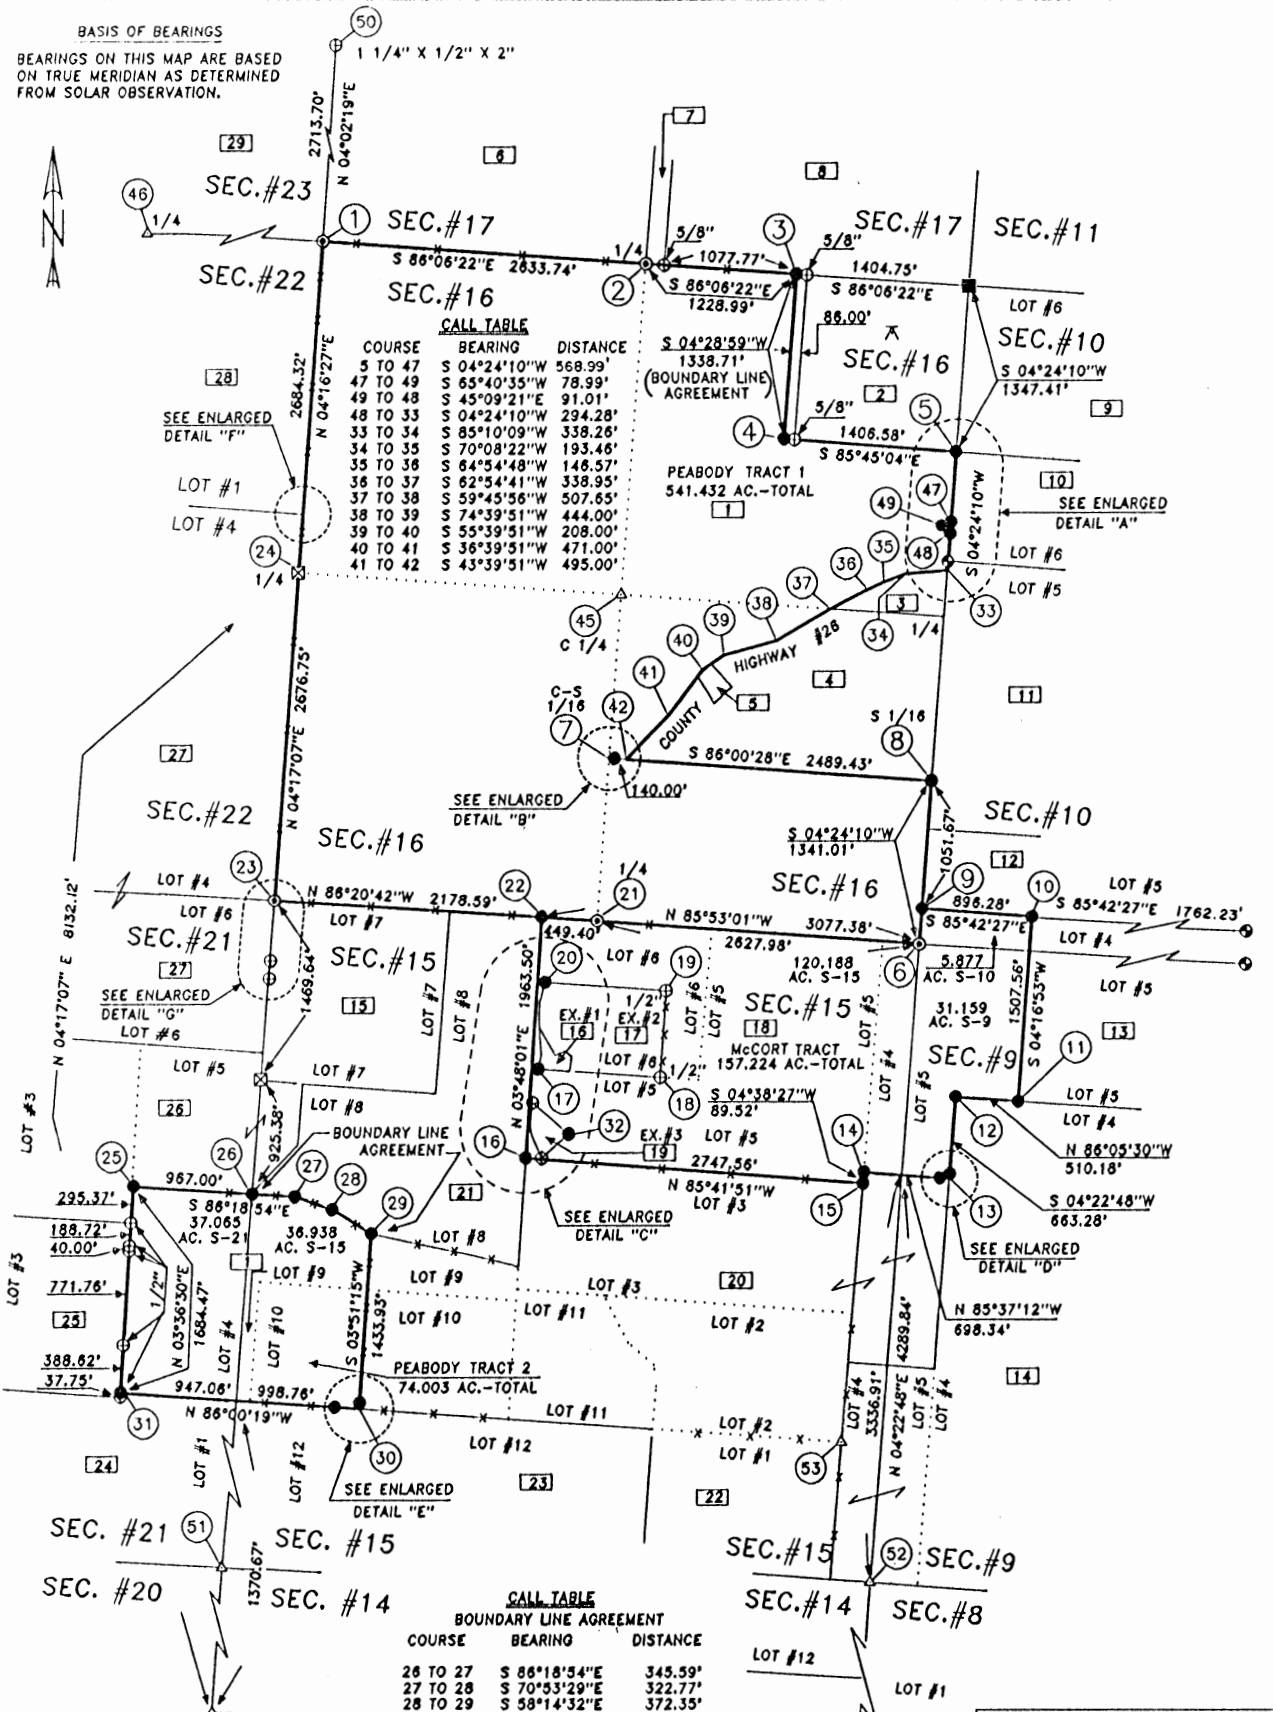 BASIS OF BEARINGS
BEARINGS ON THIS MAP ARE BASED
ON TRUE MERIDIAN AS DETERMINED
FROM SOLAR OBSERVATION.
50
1 1/4" X 1/2" X 2"
2713.70'
N 04°02'19"E
29
6
7
8
N
46
1/4
SEC.#23
1
SEC.#17
3
5/8"
5/8"
SEC.#17
SEC.#11
SEC.#22
S 86°06'22"E 2633.74'
1/4
1077.77'
1404.75'
S 86°06'22"E
SEC.#16
2
S 86°06'22"E
1228.99'
LOT #6
SEC.#10
86.00'
CALL TABLE
COURSE BEARING DISTANCE
5 TO 47 S 04°24'10"W 568.99'
47 TO 49 S 65°40'35"W 78.99'
49 TO 48 S 45°09'21"E 91.01'
48 TO 33 S 04°24'10"W 294.28'
33 TO 34 S 85°10'09"W 338.26'
34 TO 35 S 70°08'22"W 193.46'
35 TO 36 S 64°54'48"W 146.57'
36 TO 37 S 62°54'41"W 338.95'
37 TO 38 S 59°45'56"W 507.65'
38 TO 39 S 74°39'51"W 444.00'
39 TO 40 S 55°39'51"W 208.00'
40 TO 41 S 36°39'51"W 471.00'
41 TO 42 S 43°39'51"W 495.00'
S 04°28'59"W
1338.71'
(BOUNDARY LINE
AGREEMENT)
SEC.#16
2
S 04°24'10"W
1347.41'
9
28
2684.32'
N 04°16'27"E
SEE ENLARGED
DETAIL "F"
5/8"
5
4
1406.58'
S 85°45'04"E
PEABODY TRACT 1
541.432 AC.-TOTAL
1
10
LOT #1
LOT #4
47
49
48
S 04°24'10"W
SEE ENLARGED
DETAIL "A"
24
1/4
35
36
37
LOT #6
LOT #5
33
34
3
1/4
45
C 1/4
38
39
40
41
42
HIGHWAY #26
COUNTY
4
5
11
2676.75'
N 04°17'07"E
C-S
1/16
7
S 1/16
8
S 86°00'28"E 2489.43'
140.00'
27
SEE ENLARGED
DETAIL "B"
SEC.#22
SEC.#16
S 04°24'10"W
1341.01'
1051.67'
SEC.#10
12
N 04°17'07" E 8132.12'
23
LOT #4
LOT #6
N 86°20'42"W 2178.59'
LOT #7
22
1/4
21
SEC.#16
9
896.28'
S 85°42'27"E
10
LOT #5
S 85°42'27"E 1762.23'
LOT #4
N 85°53'01"W
3077.38'
2627.98'
449.40'
6
SEC.#21
27
SEC.#15
LOT #6
120.188
AC. S-15
5.877
AC. S-10
LOT #5
SEE ENLARGED
DETAIL "G"
1469.64'
15
LOT #7
LOT #8
1963.50'
N 03°48'01"E
20
19
1/2"
LOT #6
LOT #5
SEC.#15
LOT #5
LOT #4
31.159
AC. S-9
1507.56'
S 04°16'53"W
13
EX.#1
16
EX.#2
17
18
McCORT TRACT
157.224 AC.-TOTAL
SEC.#9
LOT #6
LOT #5
LOT #7
LOT #8
LOT #6
LOT #5
17
1/2"
18
S 04°38'27"W
89.52'
LOT #5
11
LOT #5
LOT #4
LOT #3
26
925.38'
BOUNDARY LINE
AGREEMENT
32
EX.#3
19
LOT #5
12
N 86°05'30"W
510.18'
25
967.00'
26
27
28
29
16
2747.56'
N 85°41'51"W
LOT #3
14
15
13
S 04°22'48"W
663.28'
295.37'
S 86°18'54"E
37.065
AC. S-21
36.938
AC. S-15
21
SEE ENLARGED
DETAIL "C"
SEE ENLARGED
DETAIL "D"
188.72'
40.00'
LOT #3
1
LOT #8
LOT #9
LOT #9
LOT #3
20
771.76'
1/2"
N 03°36'30"E
1684.47'
LOT #4
LOT #10
S 03°51'15"W
1433.93'
LOT #10
LOT #11
LOT #2
N 85°37'12"W
698.34'
25
388.62'
37.75'
PEABODY TRACT 2
74.003 AC.-TOTAL
4289.84'
N 04°22'48"E
3336.91'
LOT #4
LOT #5
LOT #4
14
947.06'
998.76'
N 86°00'19"W
31
30
LOT #11
LOT #12
LOT #2
LOT #1
53
24
LOT #1
LOT #12
SEE ENLARGED
DETAIL "E"
23
22
SEC. #21
51
SEC. #15
SEC.#15
52
SEC.#9
SEC. #20
1370.67'
SEC. #14
SEC.#14
SEC.#8
CALL TABLE
BOUNDARY LINE AGREEMENT
COURSE BEARING DISTANCE
26 TO 27 S 86°18'54"E 345.59'
27 TO 28 S 70°53'29"E 322.77'
28 TO 29 S 58°14'32"E 372.35'
LOT #12
LOT #1